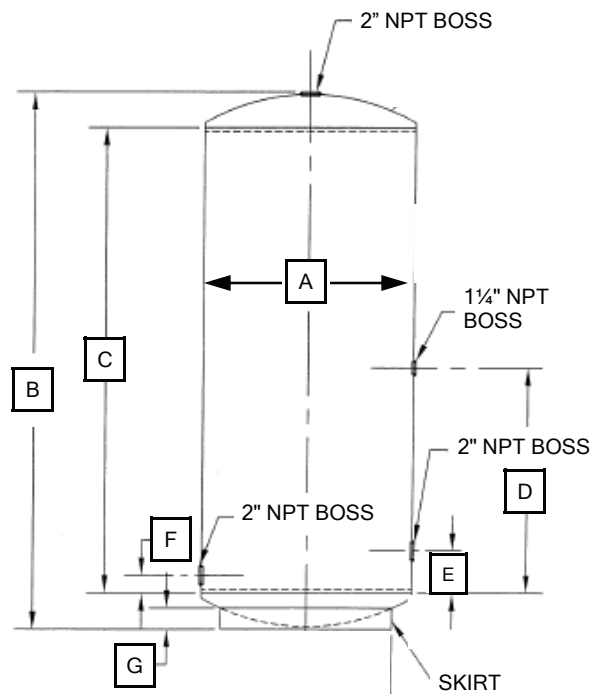 2” NPT BOSS
A
1¼" NPT
BOSS
C
B
2" NPT BOSS
D
2" NPT BOSS
F
E
G
SKIRT